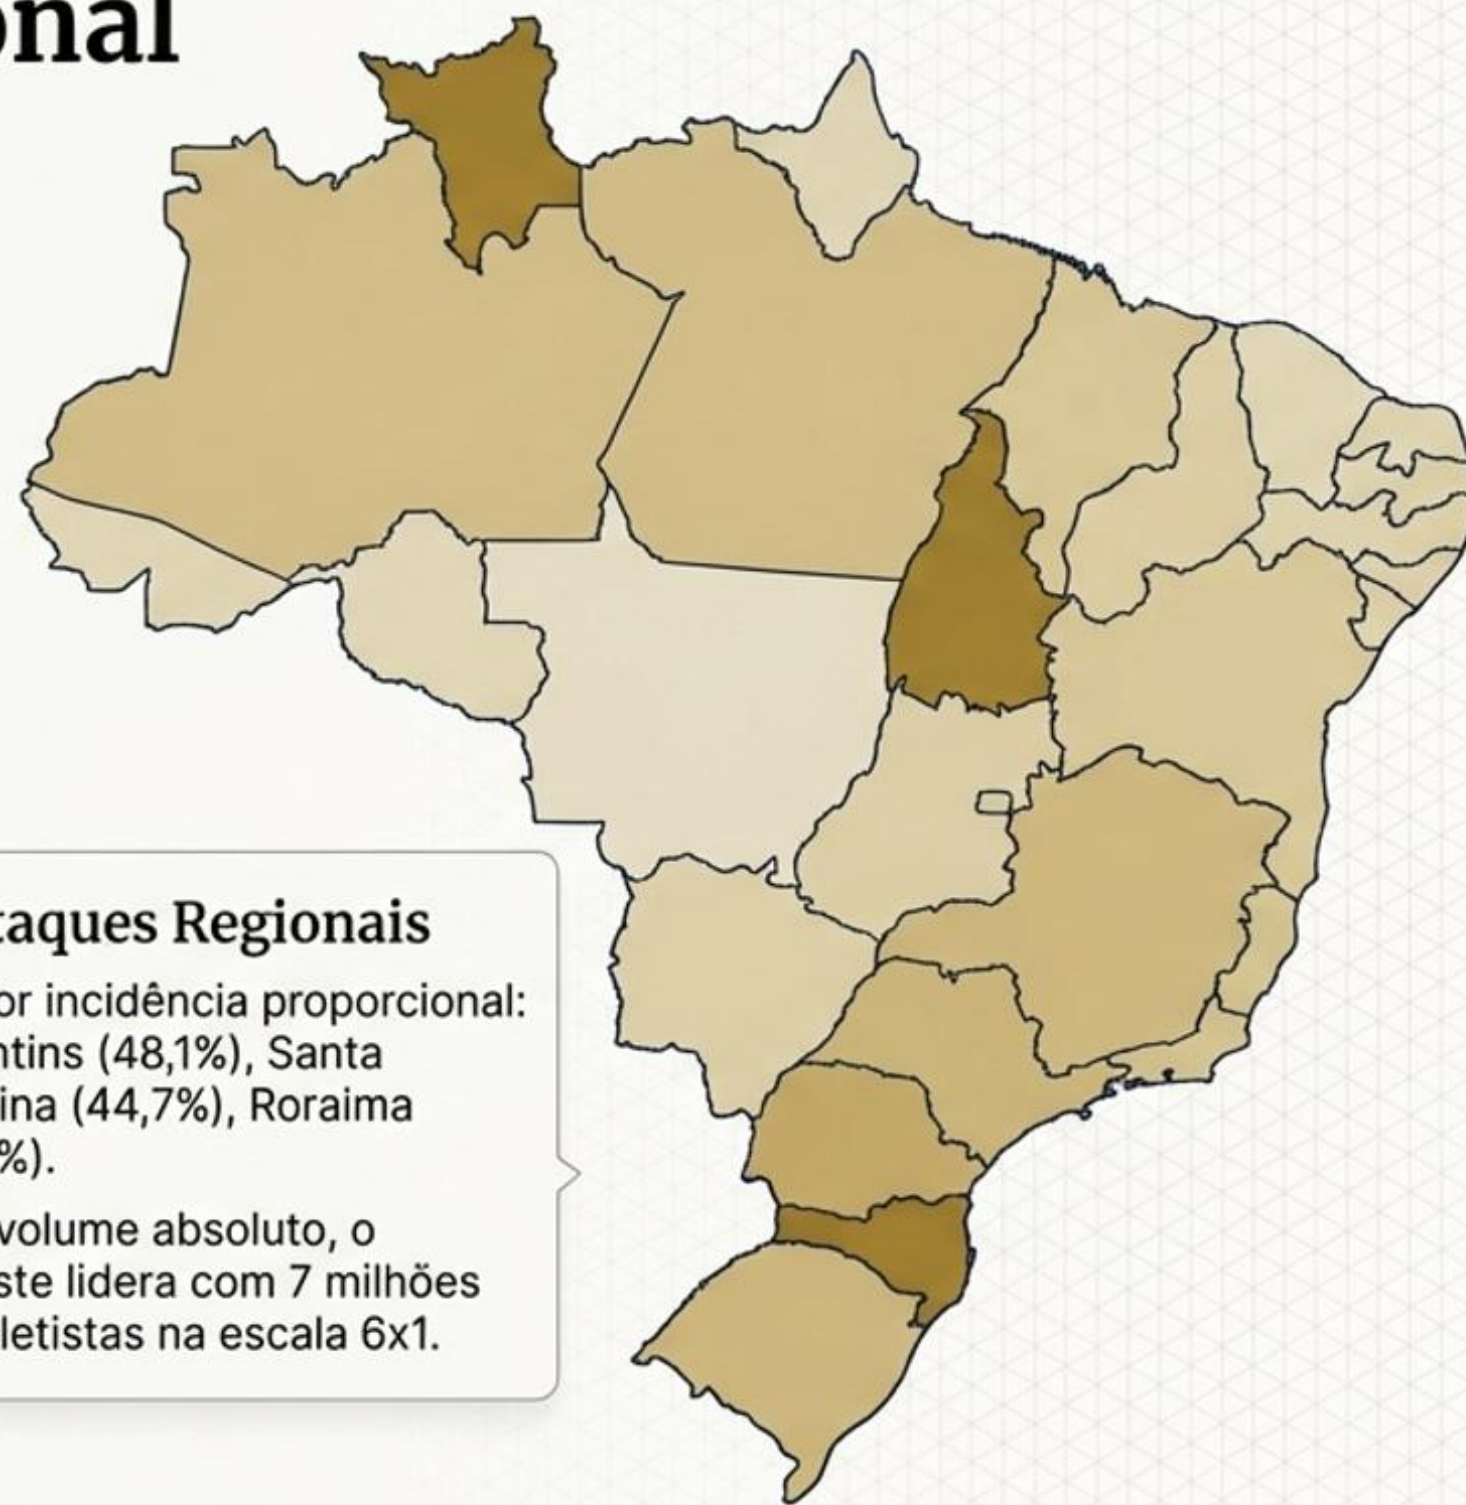 onal
taques Regionais
or incidência proporcional:
ntins (48,1%), Santa
ina (44,7%), Roraima
%).
volume absoluto, o
ste lidera com 7 milhões
letistas na escala 6x1.